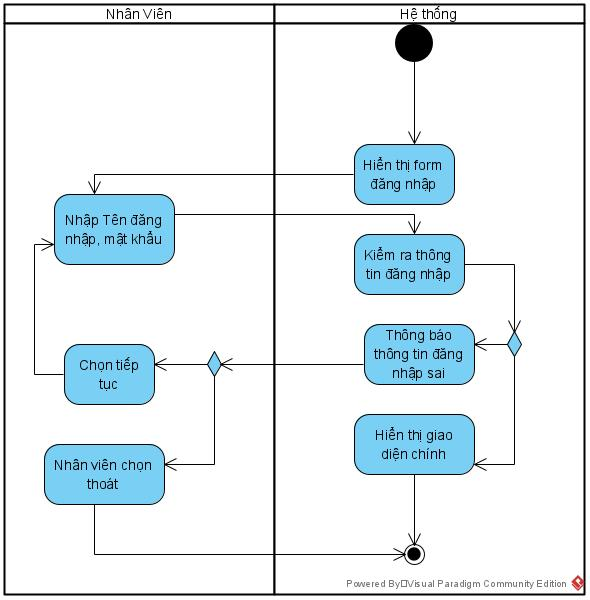 Nhân Viên
Hệ thống
Hiển thị form
đăng nhập
Nhập Tên đăng
nhập, mật khẩu
Kiểm ra thông
tin đăng nhập
Thông báo
thông tin đăng
nhập sai
Chọn tiếp
tục
Hiển thị giao
diện chính
Nhân viên chọn
thoát
Powered By Visual Paradigm Community Edition